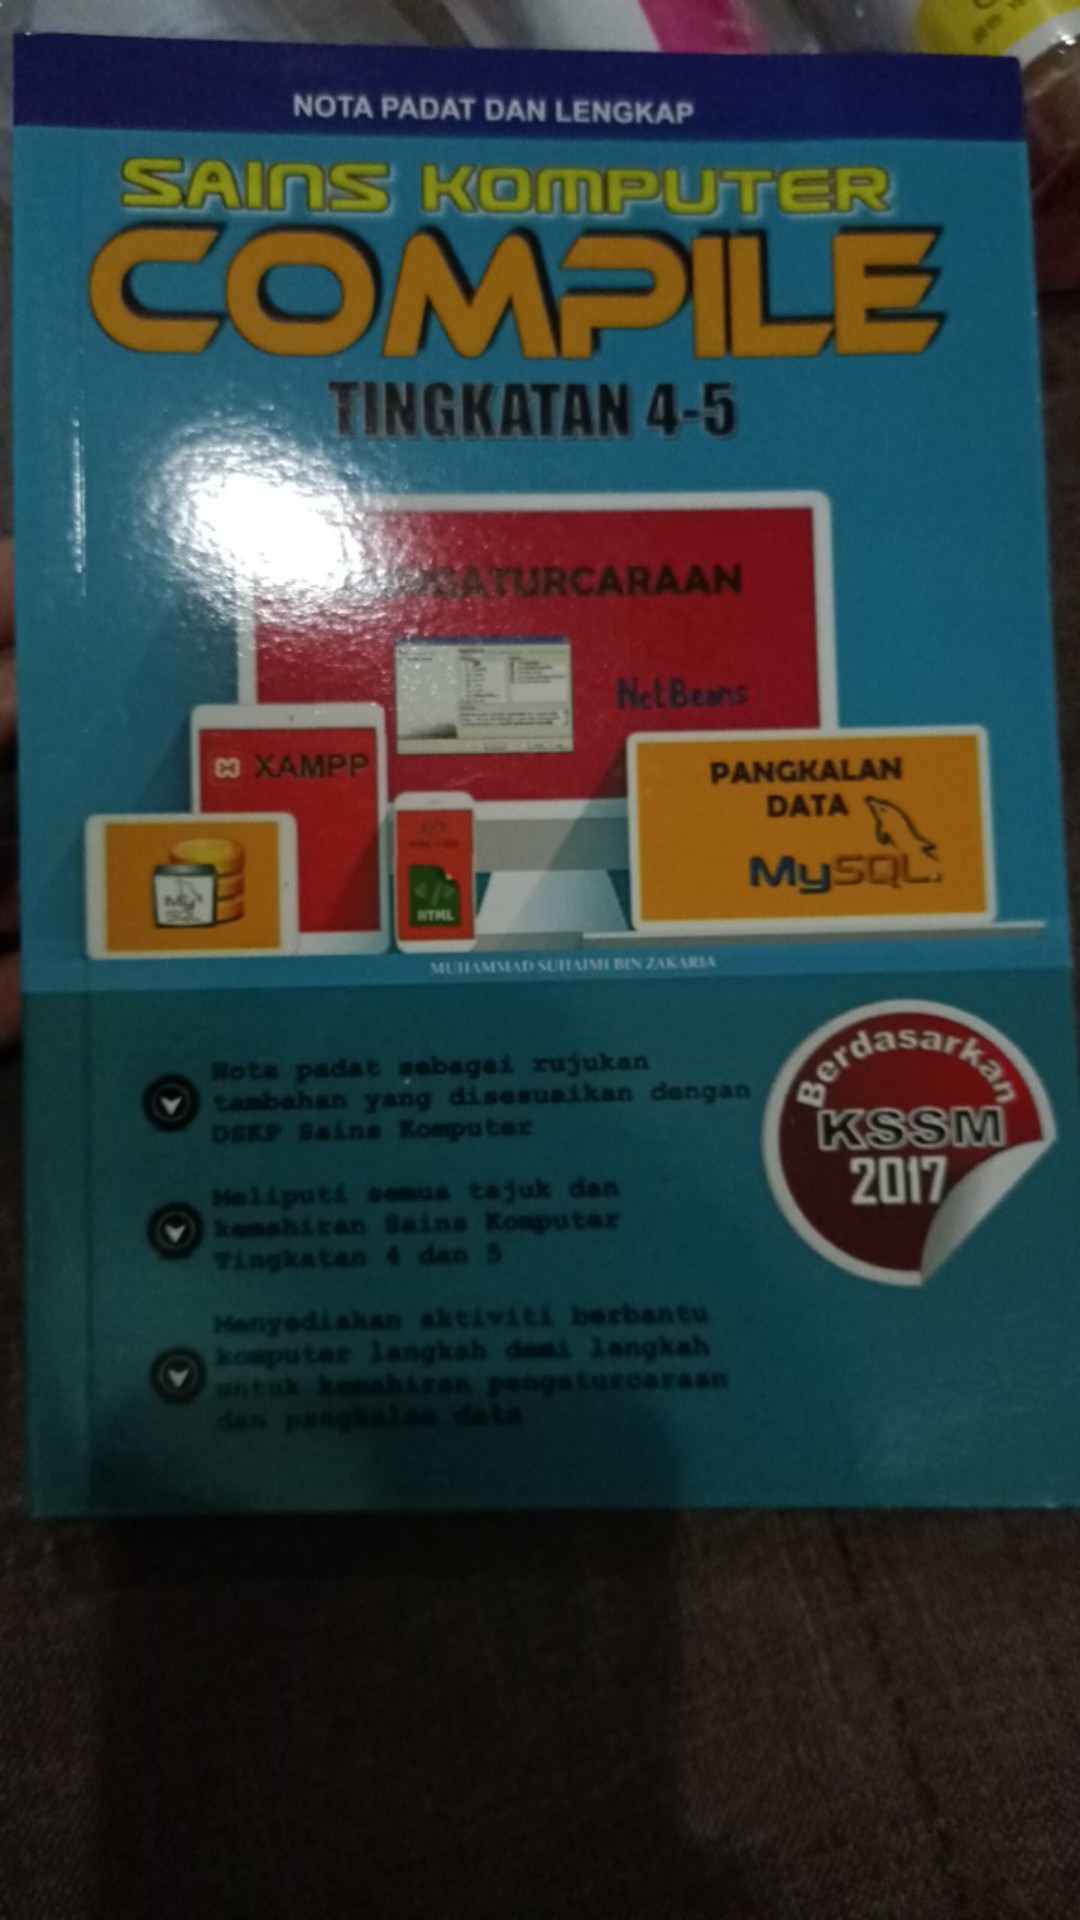 NOTA PADAT DAN LENGKAP
SAINS KOMPUTER
COMPILE
TINGKATAN 4-5
NetBeans
XAMPP
PANGKALAN
DATA
MySQL
My
SQL
</>
HTML
MUHAMMAD SUHAIMI BIN ZAKARIA
Nota padat sebagai rujukan
tambahan yang disesuaikan dengan
DSKP Sains Komputer
Meliputi semua tajuk dan
kemahiran Sains Komputer
Tingkatan 4 dan 5
Menyediakan aktiviti berbantu
komputer langkah demi langkah
untuk kemahiran pengaturcaraan
dan pangkalan data
Berdasarkan
KSSM
2017